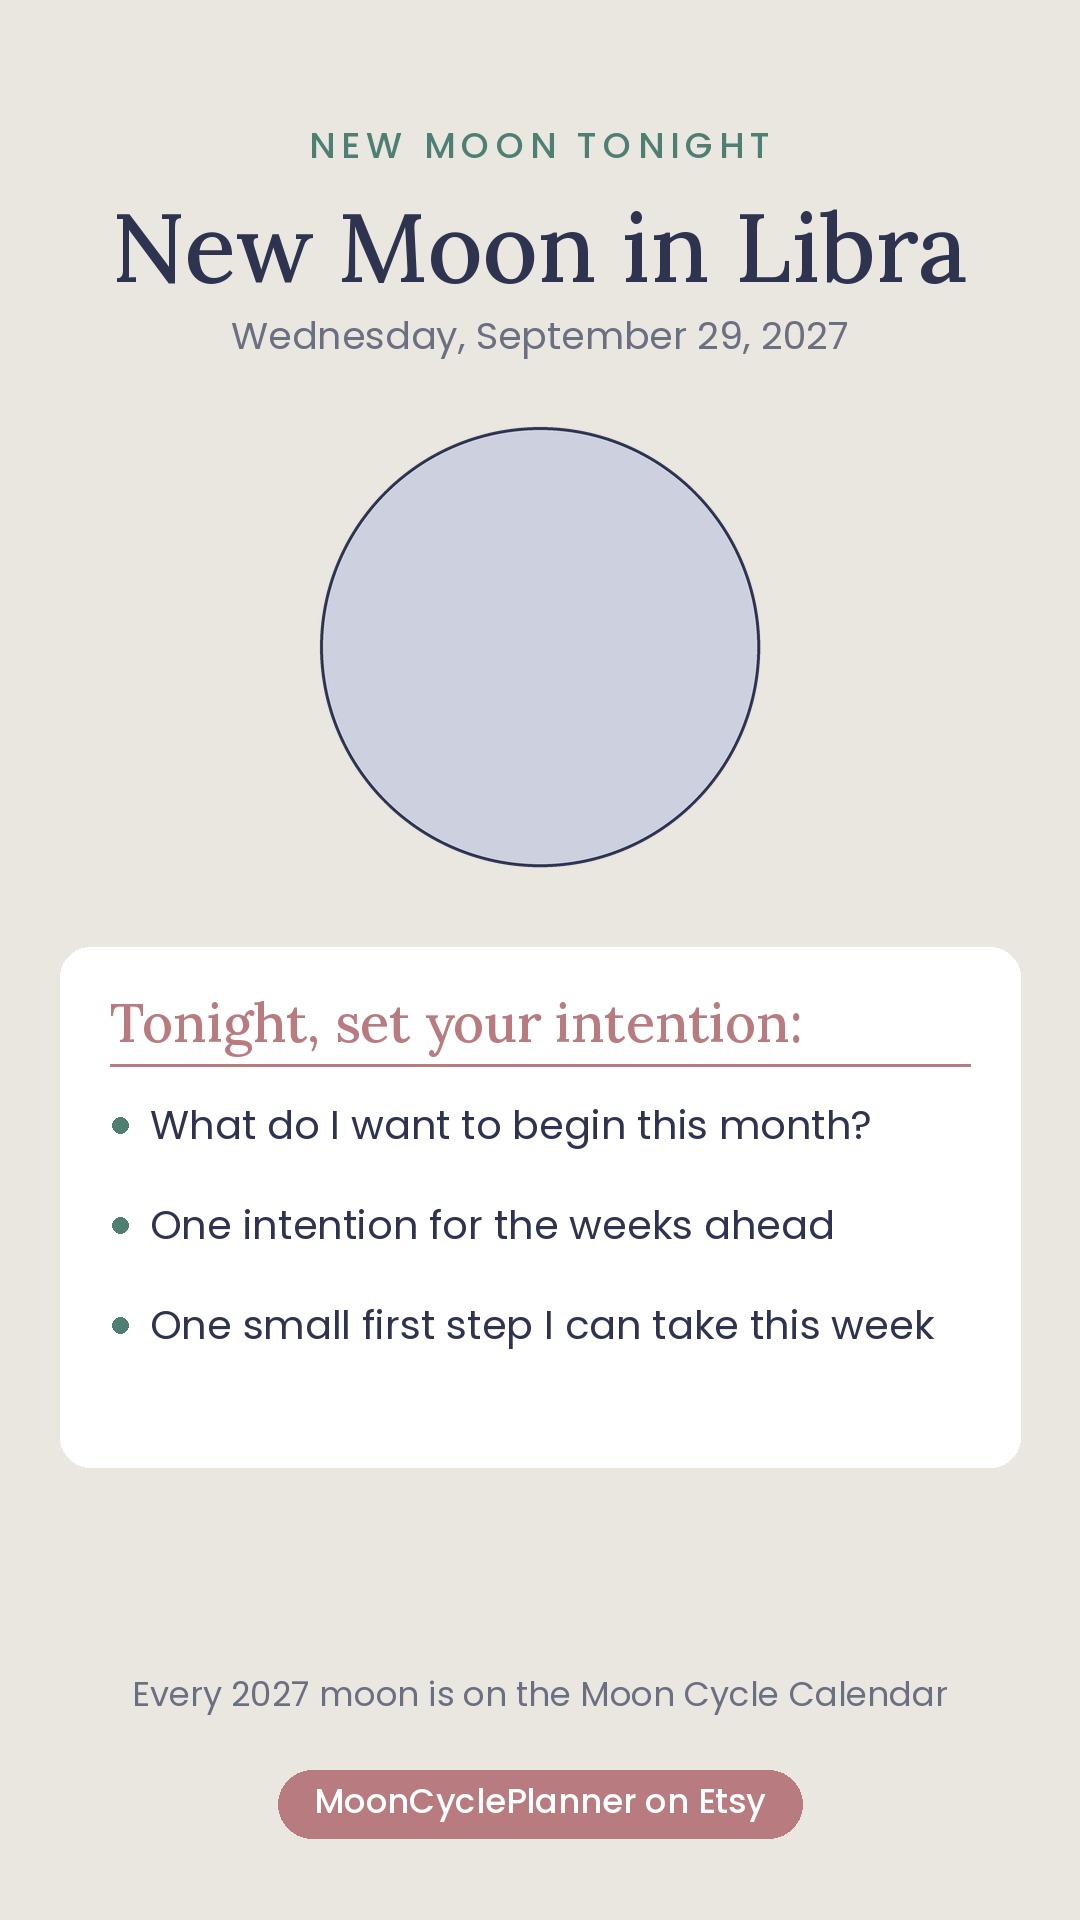 NEW MOON TONIGHT
New Moon in Libra
Wednesday, September 29, 2027
Tonight, set your intention:
What do I want to begin this month?
One intention for the weeks ahead
One small first step I can take this week
Every 2027 moon is on the Moon Cycle Calendar
MoonCyclePlanner on Etsy